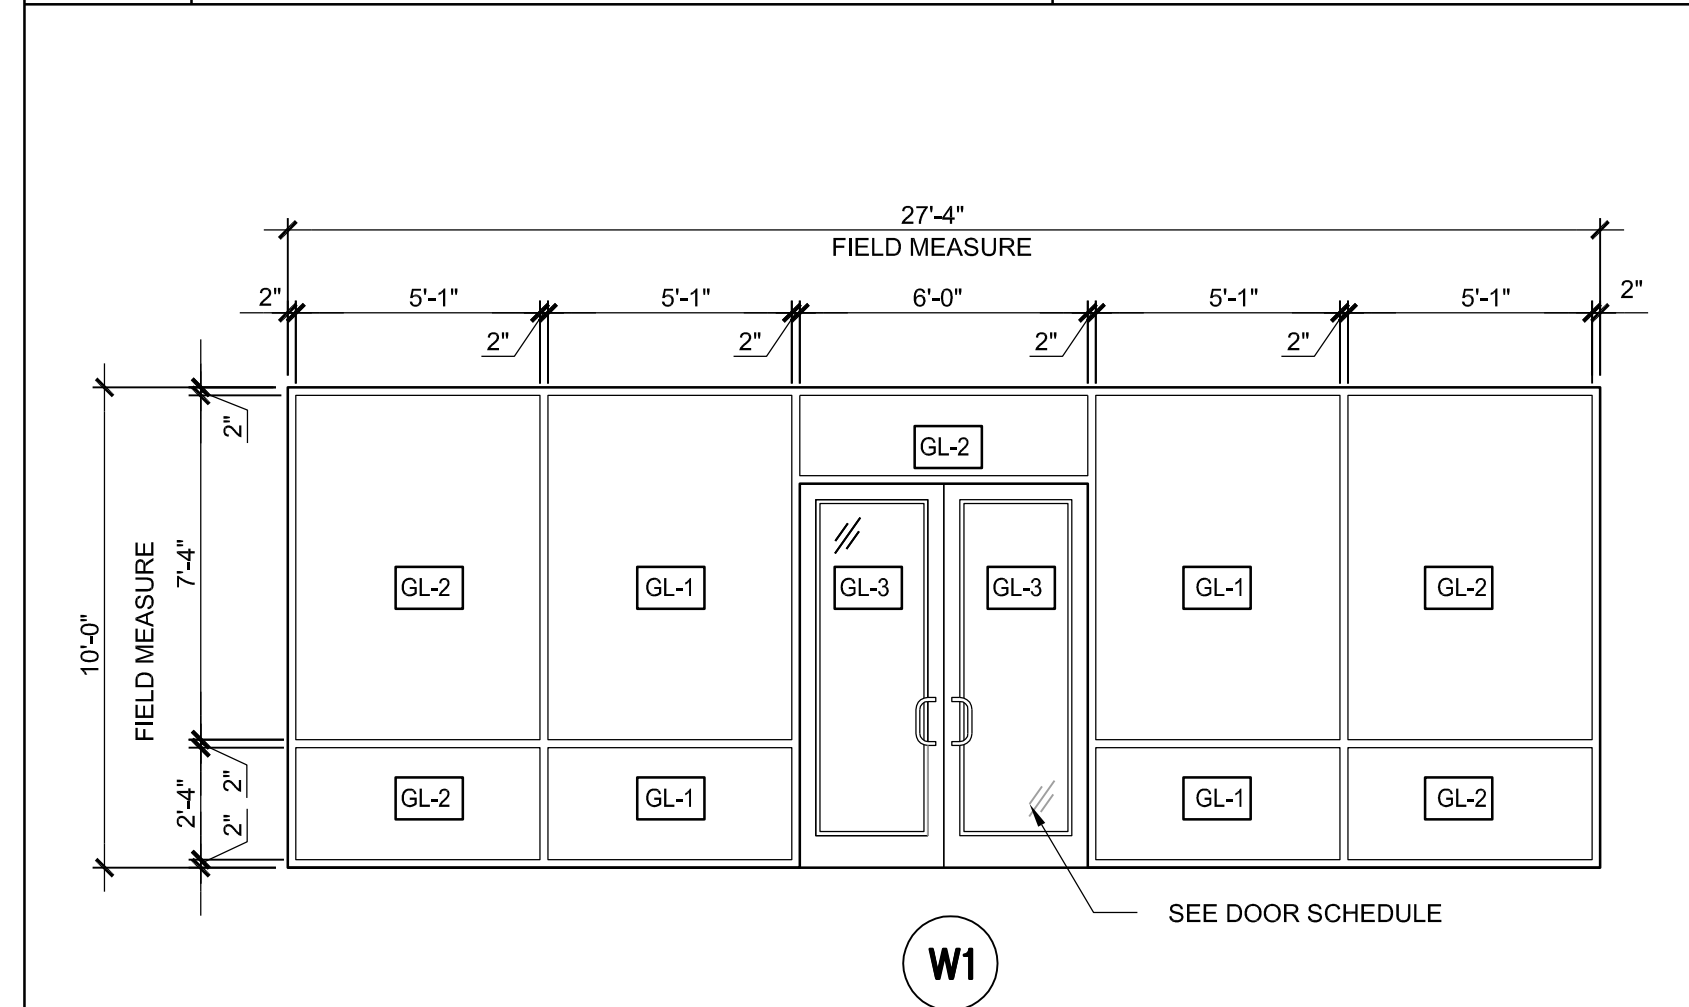 27'-4"
FIELD MEASURE
2" 5'-1" 5'-1" 6'-0" 5'-1" 5'-1" 2"
2" 2" 2" 2"
2"
GL-2
10'-0"
FIELD MEASURE
7'-4"
GL-2 GL-1 GL-3 GL-3 GL-1 GL-2
2'-4"
2"
2"
GL-2 GL-1 GL-1 GL-2
SEE DOOR SCHEDULE
W1